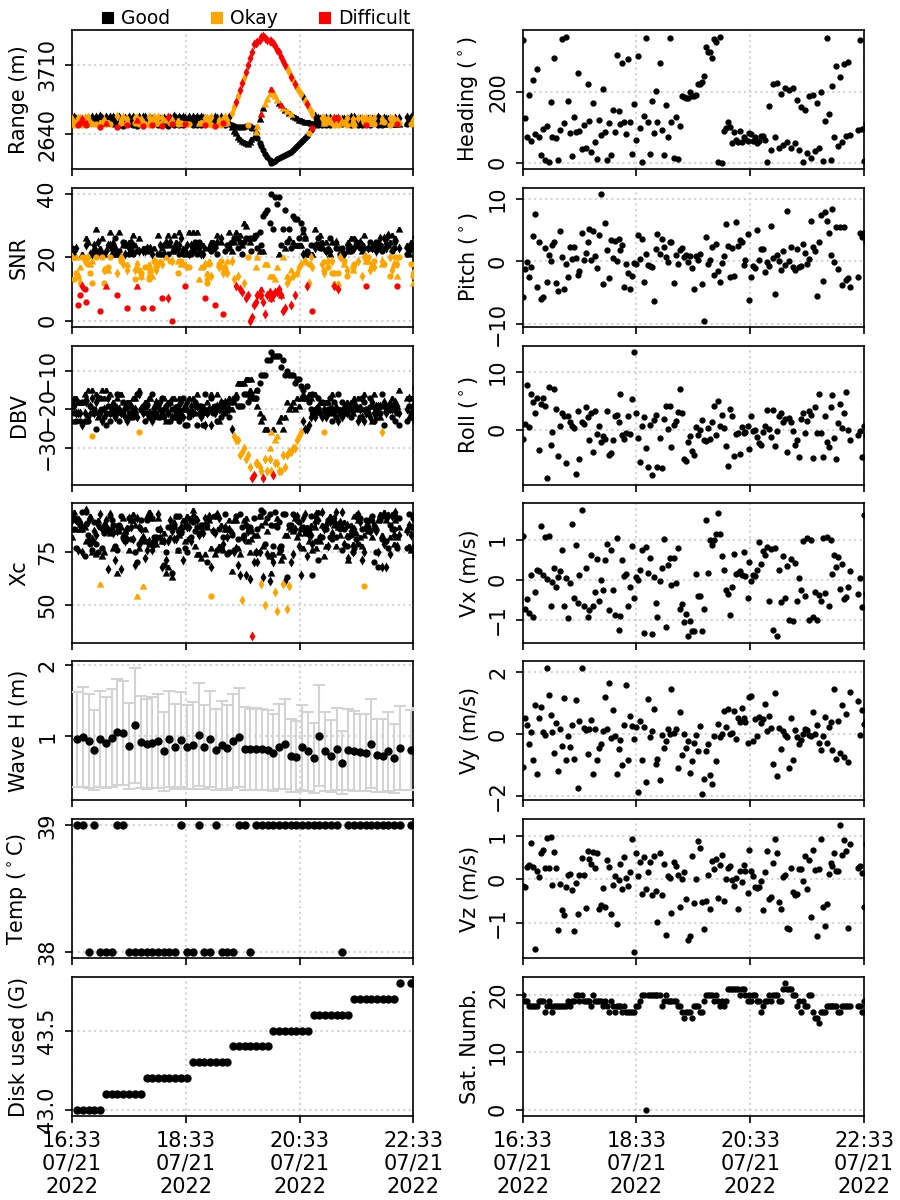 Good Okay Difficult
Range (m)
3710
2640
Heading (°)
200
0
SNR
40
20
0
Pitch (°)
10
0
−10
DBV
−10
−20
−30
Roll (°)
10
0
Xc
75
50
Vx (m/s)
1
0
−1
Wave H (m)
2
1
Vy (m/s)
2
0
−2
Temp (°C)
39
38
Vz (m/s)
1
0
−1
Disk used (G)
43.5
43.0
Sat. Numb.
20
10
0
16:33 18:33 20:33 22:33
07/21 07/21 07/21 07/21
2022 2022 2022 2022
16:33 18:33 20:33 22:33
07/21 07/21 07/21 07/21
2022 2022 2022 2022